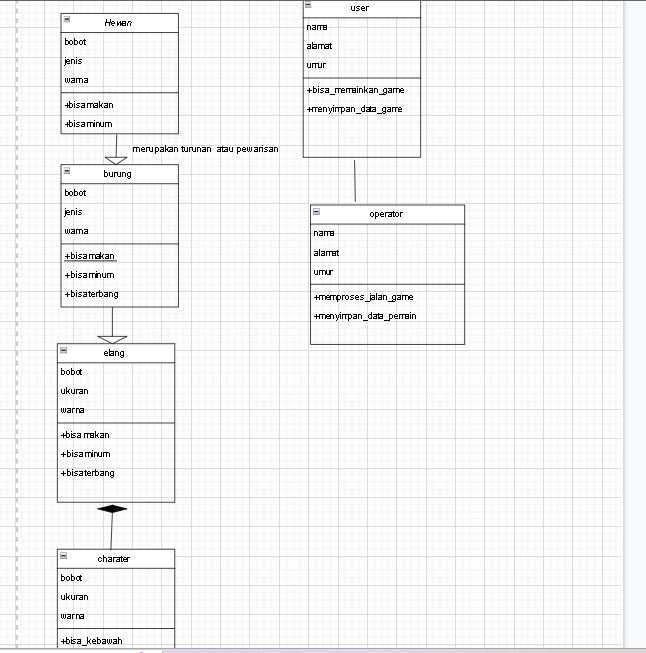 Hewan
bobot
jenis
warna
+bisamakan
+bisaminum
merupakan turunan atau pewarisan
burung
bobot
jenis
warna
+bisamakan
+bisaminum
+bisaterbang
elang
bobot
ukuran
warna
+bisamakan
+bisaminum
+bisaterbang
charater
bobot
ukuran
warna
+bisa_kebawah
user
nama
alamat
umur
+bisa_memainkan_game
+menyimpan_data_game
operator
nama
alamat
umur
+memproses_jalan_game
+menyimpan_data_pemain